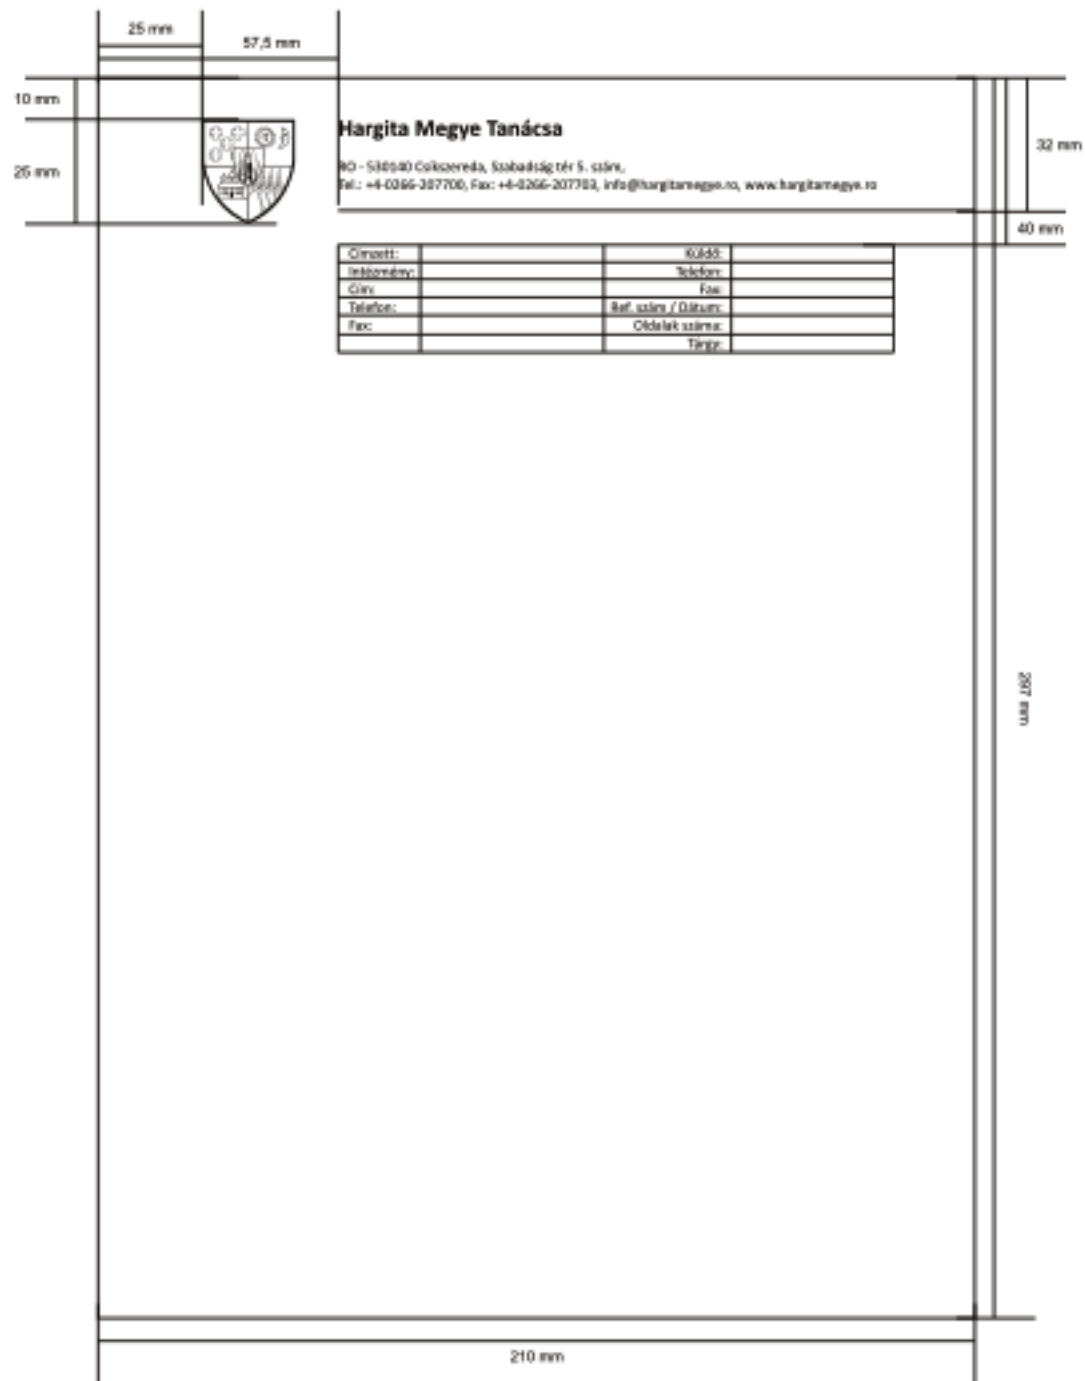 25 mm
57,5 mm
10 mm
25 mm
32 mm
40 mm
Hargita Megye Tanácsa
RO - 530140 Csíkszereda, Szabadság tér 5. szám,
Tel.: +4-0266-207700, Fax: +4-0266-207703, info@hargitamegye.ro, www.hargitamegye.ro
Címzett: Küldő:
Intézmény: Telefon:
Cím: Fax:
Telefon: Ref. szám / Dátum:
Fax: Oldalak száma:
Tárgy:
297 mm
210 mm